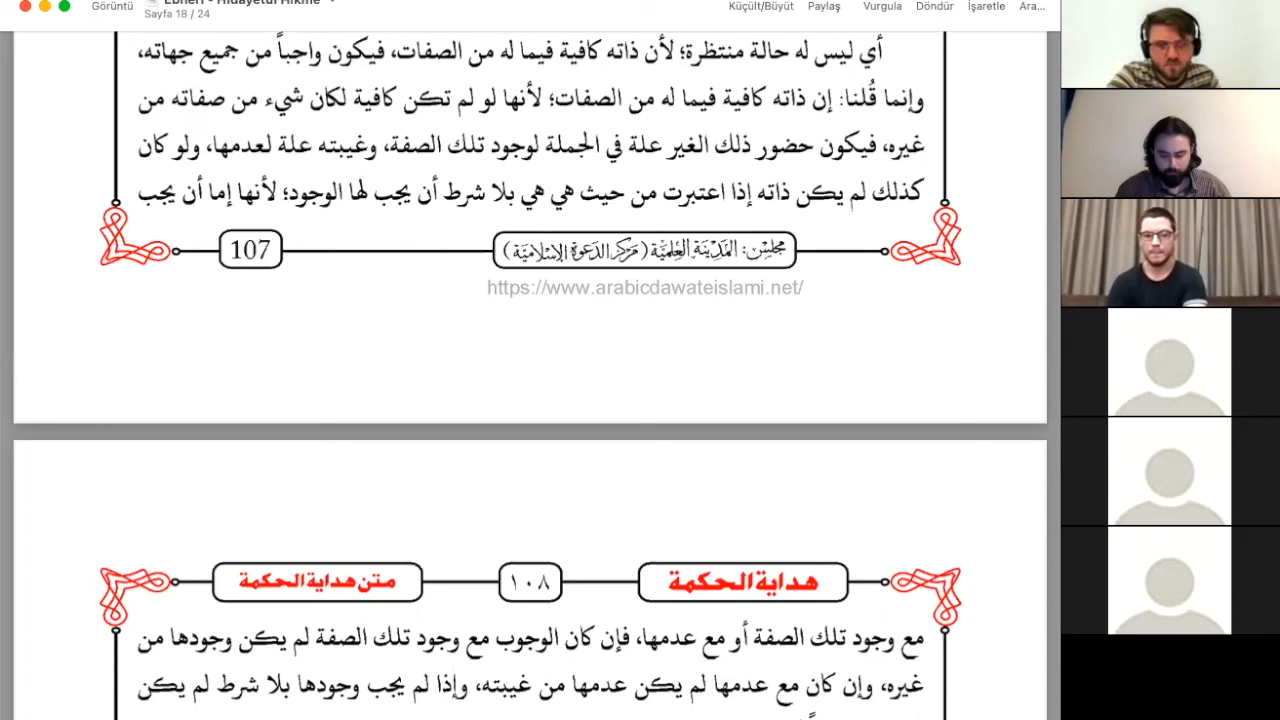 Görüntü
Ebherî - Hidâyetü'l Hikme
Sayfa 18 / 24
Küçült/Büyüt Paylaş Vurgula Döndür İşaretle Ara...
أي ليس له حالة منتظرة؛ لأن ذاته كافية فيما له من الصفات، فيكون واجباً من جميع جهاته،
وإنما قُلنا: إن ذاته كافية فيما له من الصفات؛ لأنها لو لم تكن كافية لكان شيء من صفاته من
غيره، فيكون حضور ذلك الغير علة في الجملة لوجود تلك الصفة، وغيبته علة لعدمها، ولو كان
كذلك لم يكن ذاته إذا اعتبرت من حيث هي هي بلا شرط أن يجب لها الوجود؛ لأنها إما أن يجب
مجلس: المدينة العلمية (مركز الدعوة الإسلامية)
107
https://www.arabicdawateislami.net/
هداية الحكمة
١٠٨
متن هداية الحكمة
مع وجود تلك الصفة أو مع عدمها، فإن كان الوجوب مع وجود تلك الصفة لم يكن وجودها من
غيره، وإن كان مع عدمها لم يكن عدمها من غيبته، وإذا لم يجب وجودها بلا شرط لم يكن